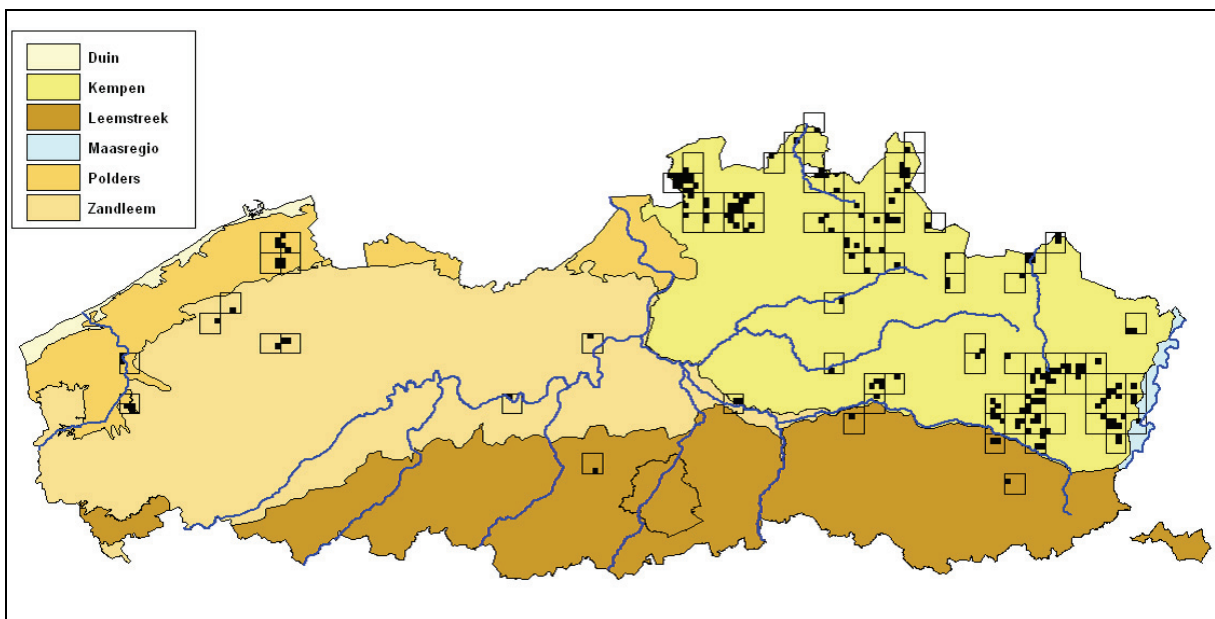 Duin
Kempen
Leemstreek
Maasregio
Polders
Zandleem